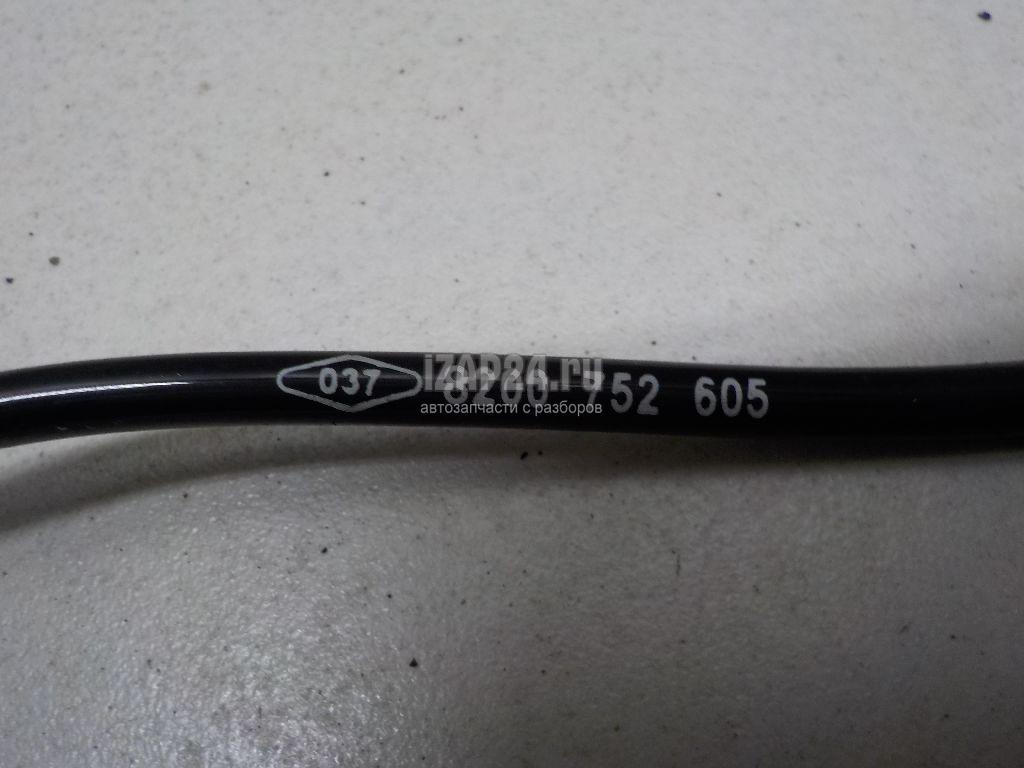 037 8200 752 605
iZAP24.ru
автозапчасти с разборов